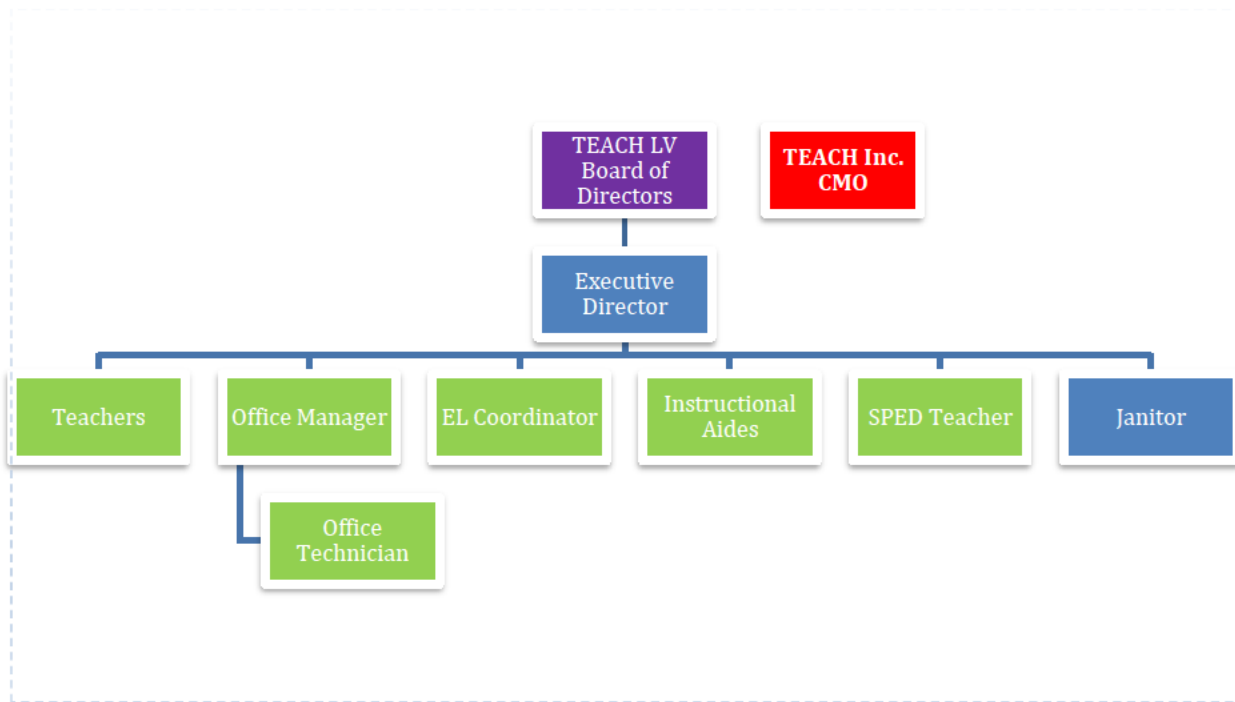 TEACH LV
Board of
Directors
TEACH Inc.
CMO
Executive
Director
Teachers
Office Manager
EL Coordinator
Instructional
Aides
SPED Teacher
Janitor
Office
Technician